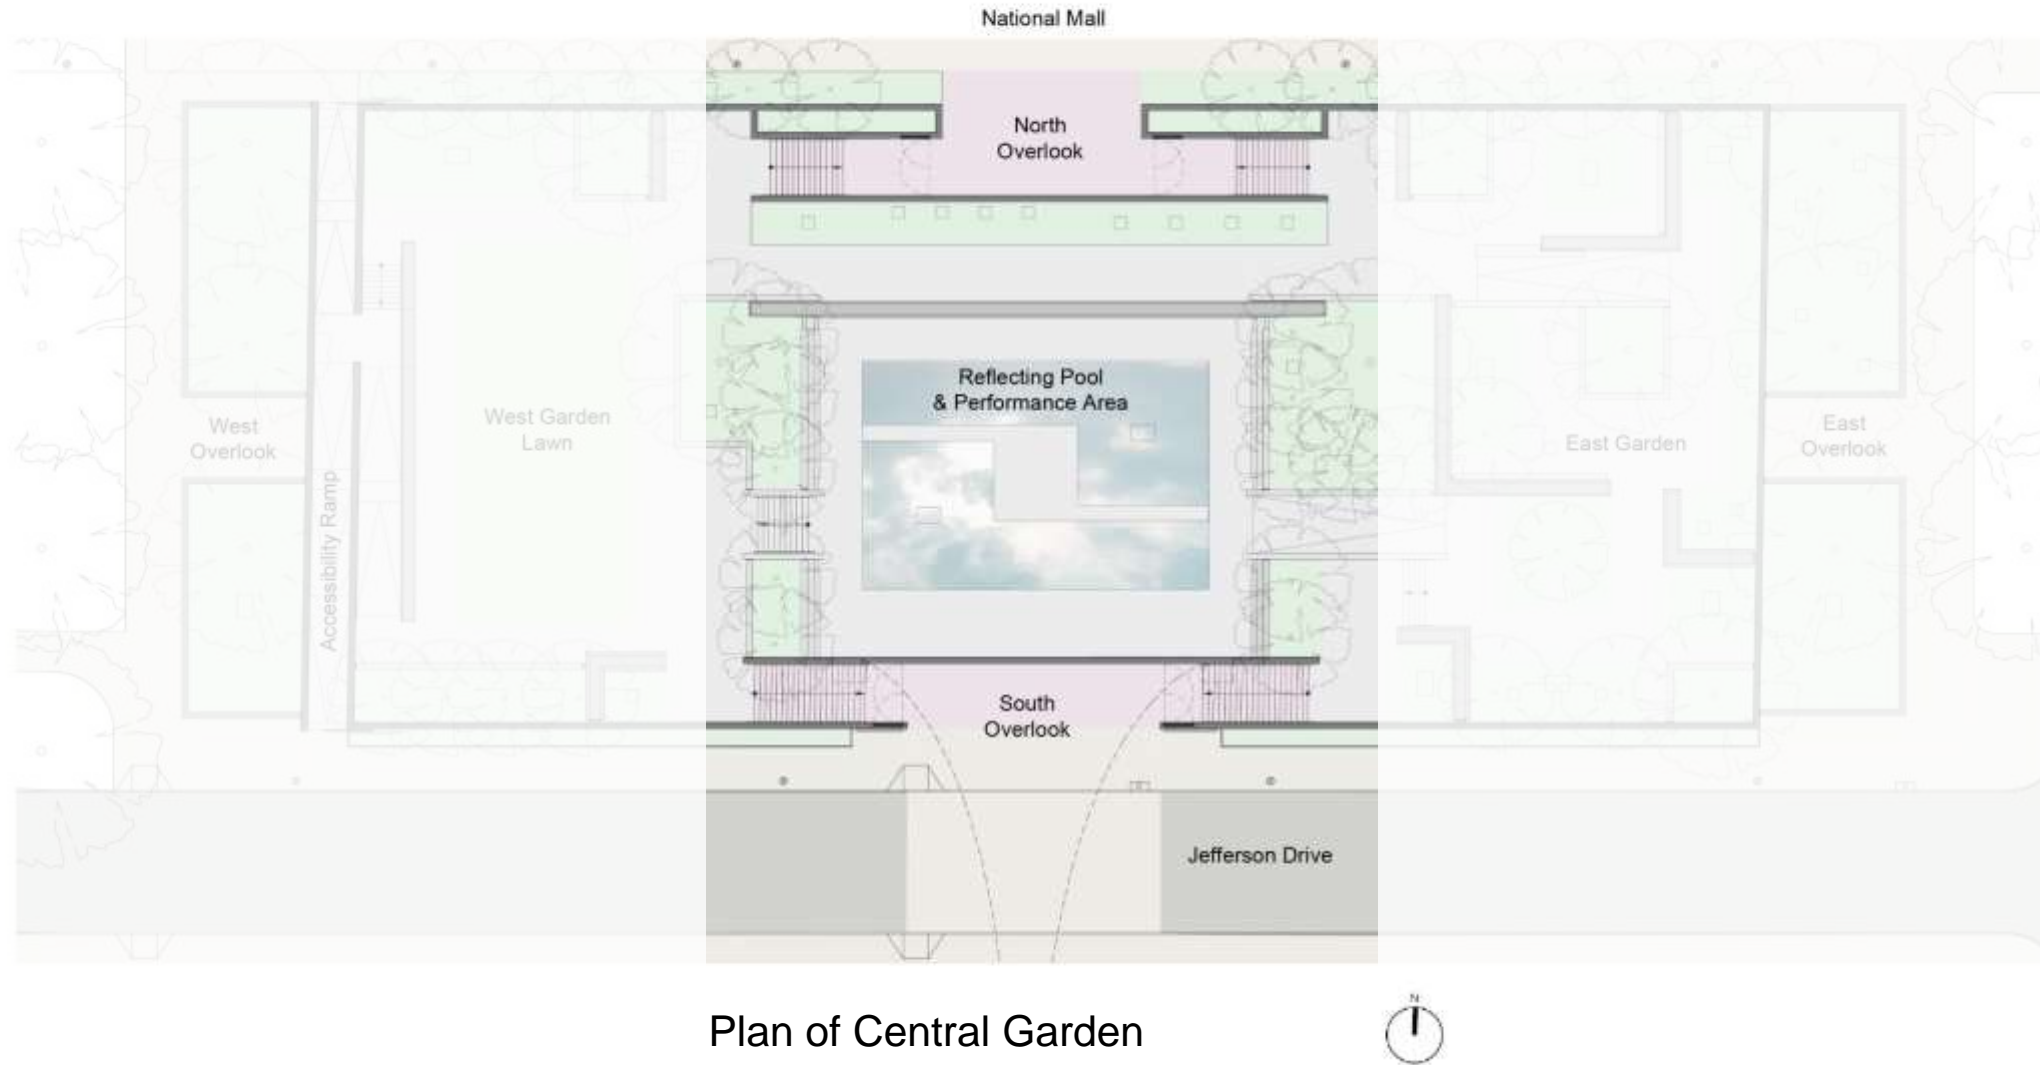 National Mall
North
Overlook
Reflecting Pool
& Performance Area
West
Overlook
West Garden
Lawn
East Garden
East
Overlook
Accessibility Ramp
South
Overlook
Jefferson Drive
Plan of Central Garden
N